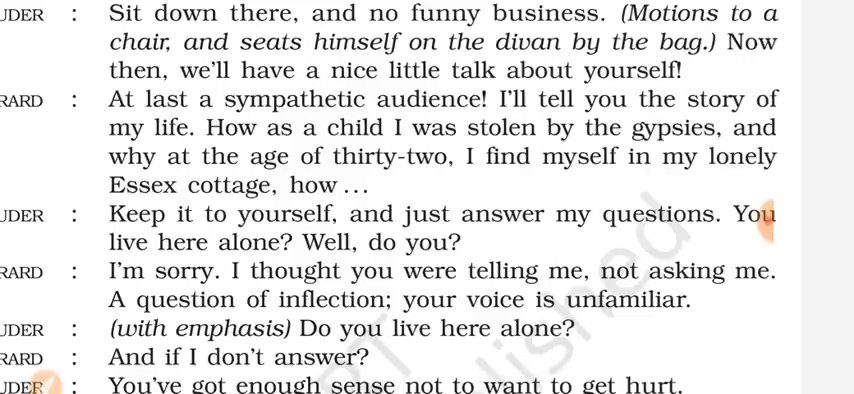 UDER : Sit down there, and no funny business. (Motions to a
chair, and seats himself on the divan by the bag.) Now
then, we'll have a nice little talk about yourself!
RARD : At last a sympathetic audience! I'll tell you the story of
my life. How as a child I was stolen by the gypsies, and
why at the age of thirty-two, I find myself in my lonely
Essex cottage, how ...
UDER : Keep it to yourself, and just answer my questions. You
live here alone? Well, do you?
RARD : I'm sorry. I thought you were telling me, not asking me.
A question of inflection; your voice is unfamiliar.
UDER : (with emphasis) Do you live here alone?
RARD : And if I don't answer?
UDER : You've got enough sense not to want to get hurt.